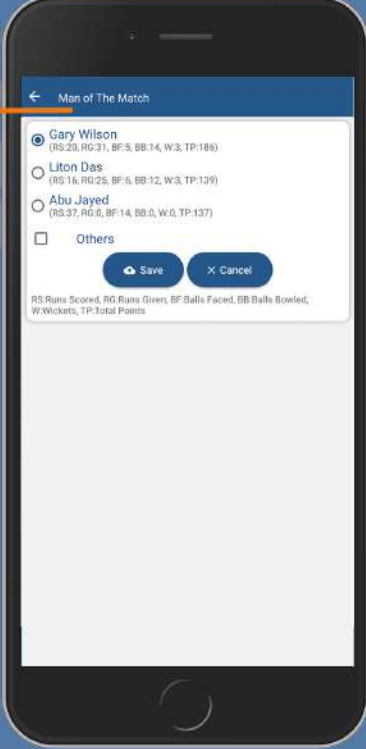 Man of The Match
Gary Wilson
(RS:20, RG:31, BF:5, BB:14, W:3, TP:186)
Liton Das
(RS:16, RG:25, BF:6, BB:12, W:3, TP:139)
Abu Jayed
(RS:37, RG:0, BF:14, BB:0, W:0, TP:137)
Others
Save
Cancel
RS:Runs Scored, RG:Runs Given, BF:Balls Faced, BB:Balls Bowled,
W:Wickets, TP:Total Points